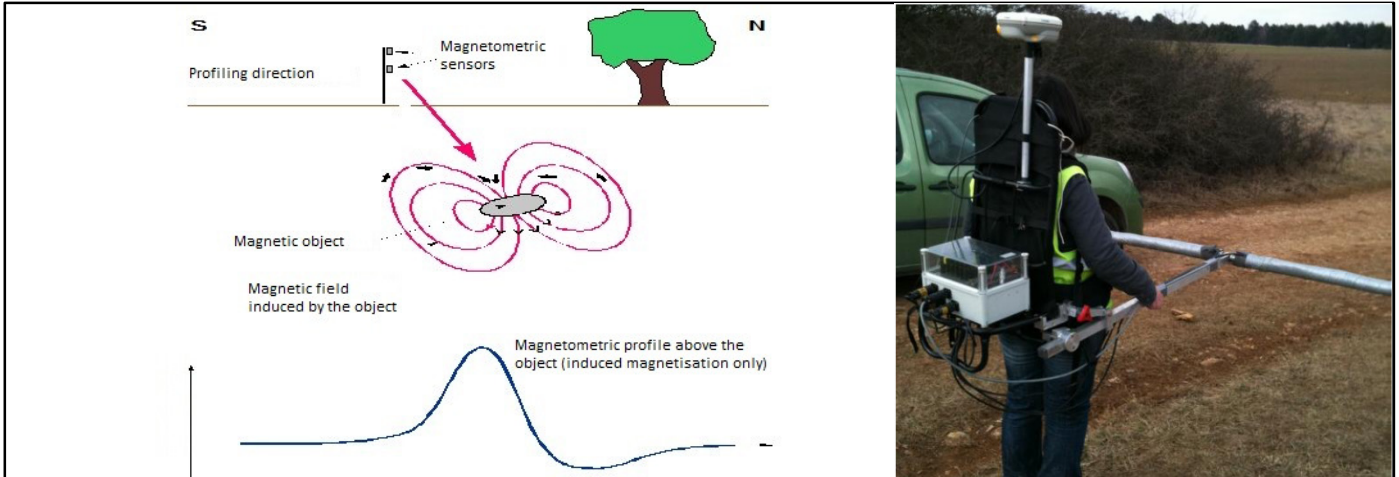 S
N
Magnetometric
sensors
Profiling direction
Magnetic object
Magnetic field
induced by the object
Magnetometric profile above the
object (induced magnetisation only)